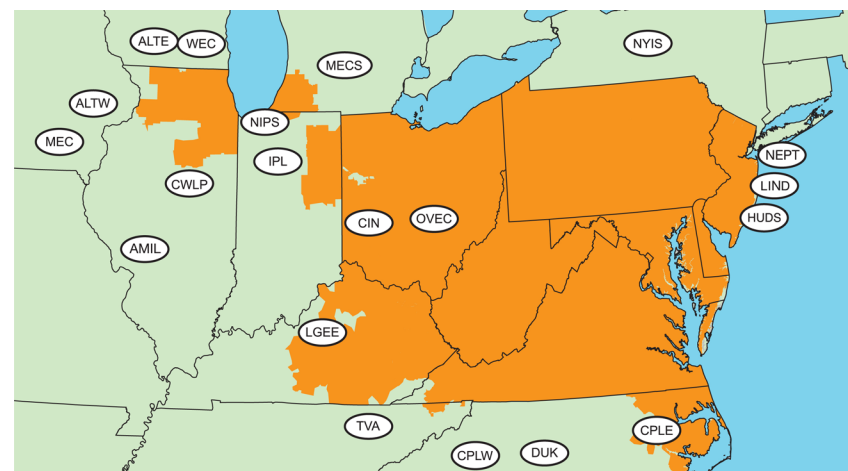 ALTE
WEC
NYIS
MECS
ALTW
NIPS
MEC
NEPT
IPL
CWLP
LIND
CIN
OVEC
HUDS
AMIL
LGEE
TVA
CPLE
CPLW
DUK